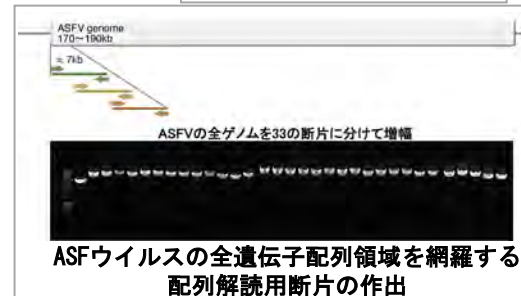 ASFV genome
170～190kb
≒ 7kb
ASFVの全ゲノムを33の断片に分けて増幅
ASFウイルスの全遺伝子配列領域を網羅する
配列解読用断片の作出